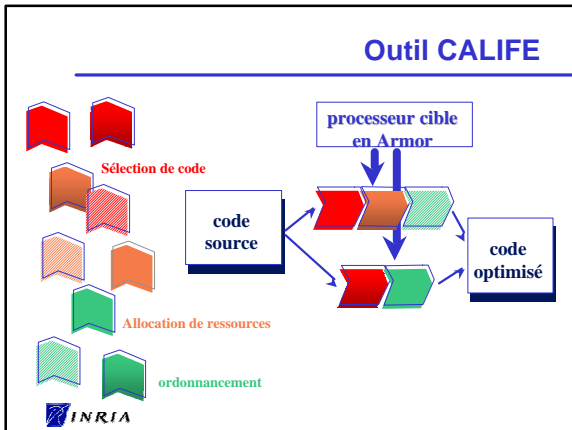 Outil CALIFE
processeur cible
en Armor
Sélection de code
code
source
code
optimisé
Allocation de ressources
ordonnancement
INRIA